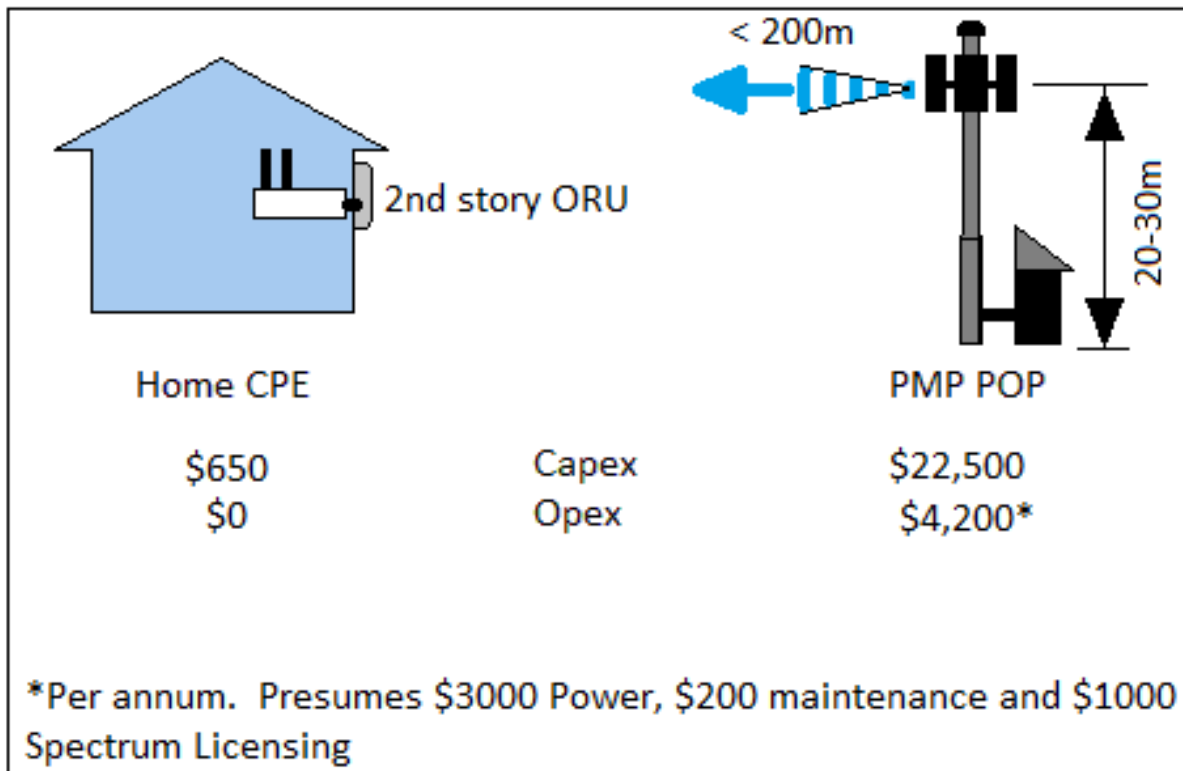 < 200m
2nd story ORU
20-30m
Home CPE
PMP POP
$650 Capex $22,500
$0 Opex $4,200*
*Per annum.  Presumes $3000 Power, $200 maintenance and $1000
Spectrum Licensing